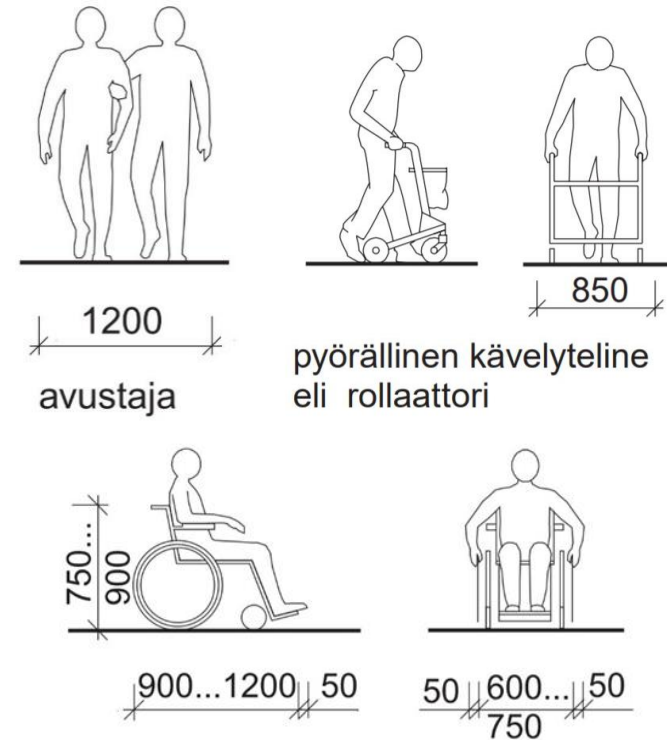 1200
850
avustaja
pyörällinen kävelyteline
eli rollaattori
750...
900
900...1200 50
50 600... 50
750